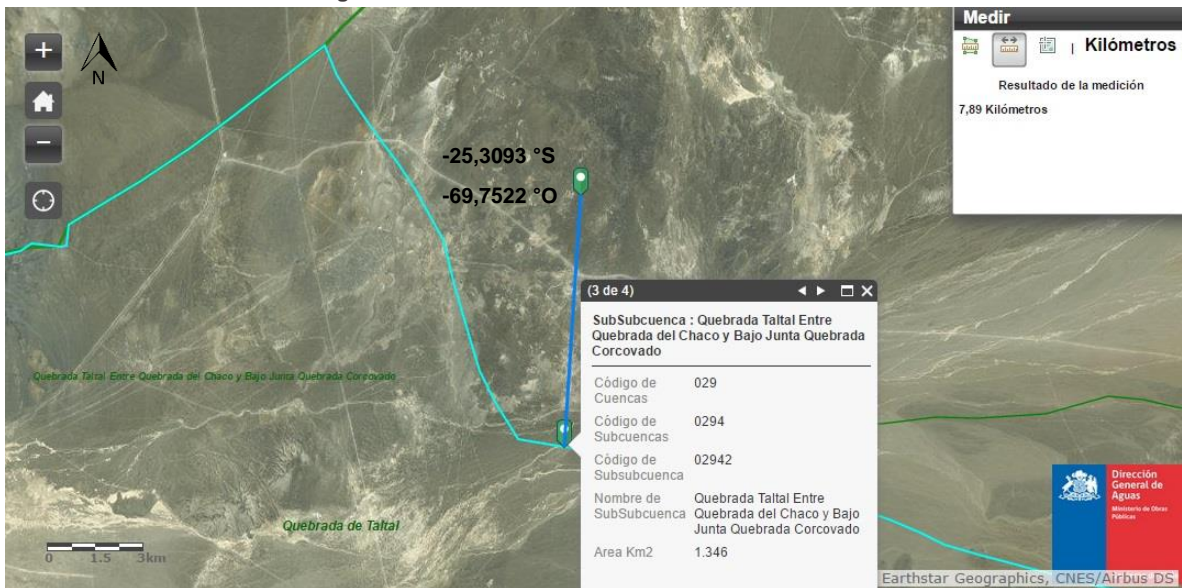 Medir
| Kilómetros
Resultado de la medición
7,89 Kilómetros
+
N
-
-25,3093 °S
-69,7522 °O
(3 de 4)
SubSubcuenca : Quebrada Taltal Entre
Quebrada del Chaco y Bajo Junta Quebrada
Corcovado
Código de
Cuencas
029
Código de
Subcuencas
0294
Código de
Subsubcuenca
02942
Nombre de
SubSubcuenca
Quebrada Taltal Entre
Quebrada del Chaco y Bajo
Junta Quebrada Corcovado
Area Km2
1.346
Quebrada Taltal Entre Quebrada del Chaco y Bajo Junta Quebrada Corcovado
Quebrada de Taltal
0 1.5 3km
Dirección
General de
Aguas
Ministerio de Obras
Públicas
Earthstar Geographics, CNES/Airbus DS